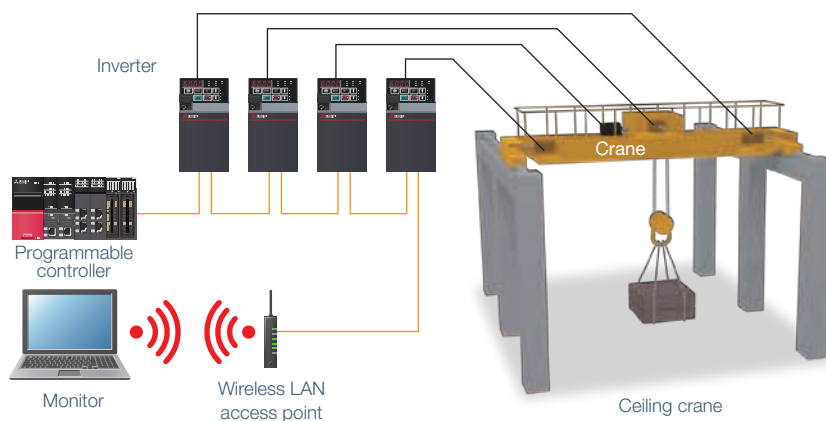 Inverter
Crane
Programmable
controller
Monitor
Wireless LAN
access point
Ceiling crane